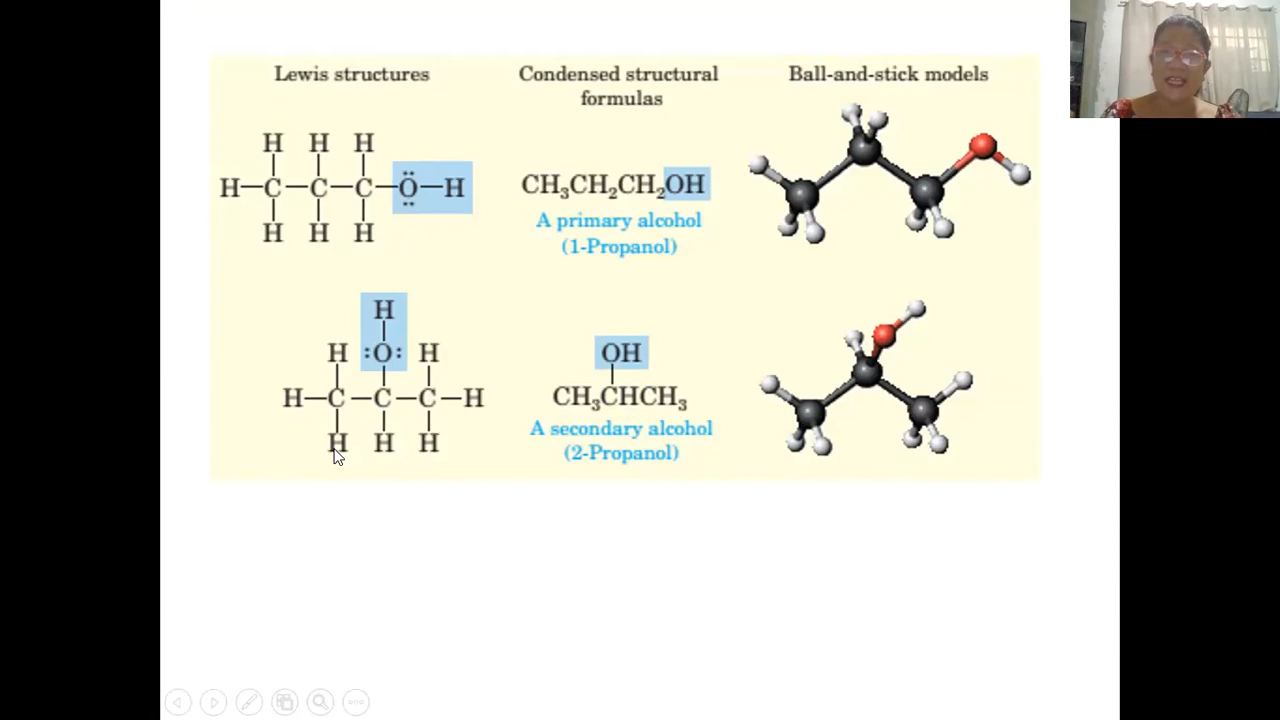 Lewis structures
Condensed structural
formulas
Ball-and-stick models
H H H
H—C—C—C—Ö—H
H H H
CH₃CH₂CH₂OH
A primary alcohol
(1-Propanol)
H
H :O: H
H—C—C—C—H
H H H
OH
CH₃CHCH₃
A secondary alcohol
(2-Propanol)